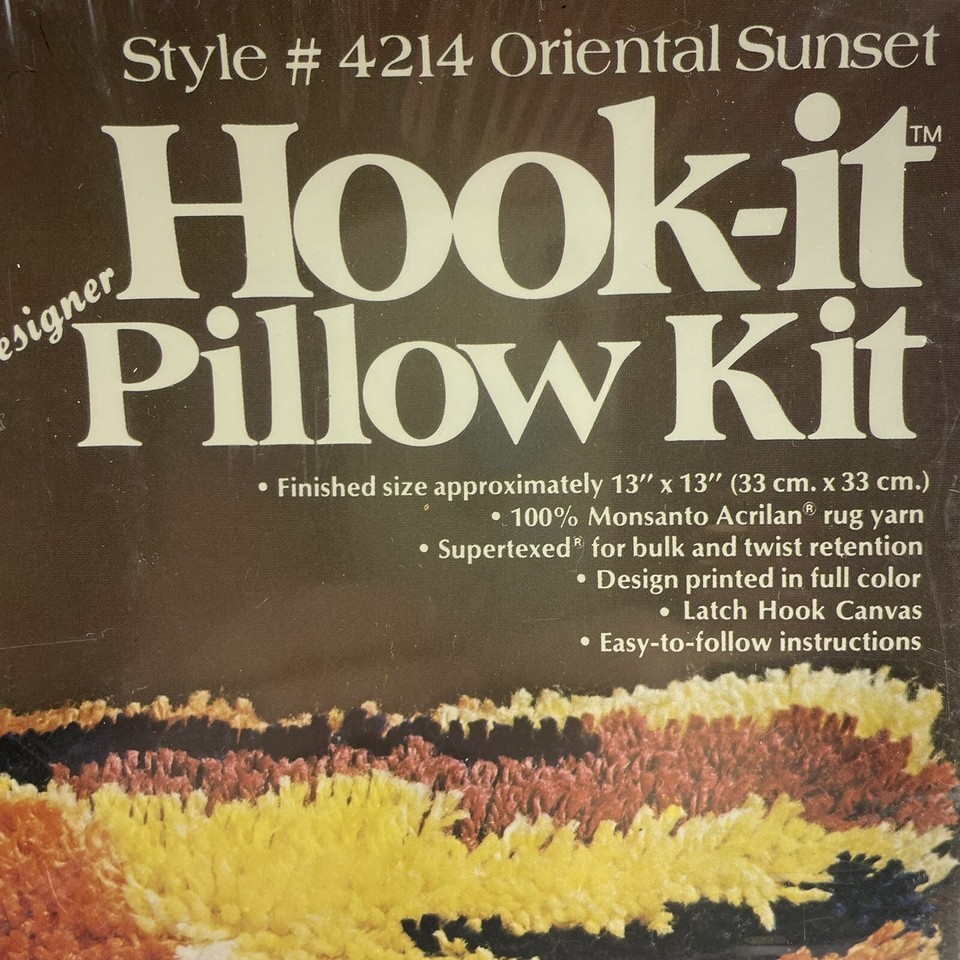 Style # 4214 Oriental Sunset
Hook-it™
esigner
Pillow Kit
• Finished size approximately 13″ x 13″ (33 cm. x 33 cm.)
• 100% Monsanto Acrilan® rug yarn
• Supertexed® for bulk and twist retention
• Design printed in full color
• Latch Hook Canvas
• Easy-to-follow instructions